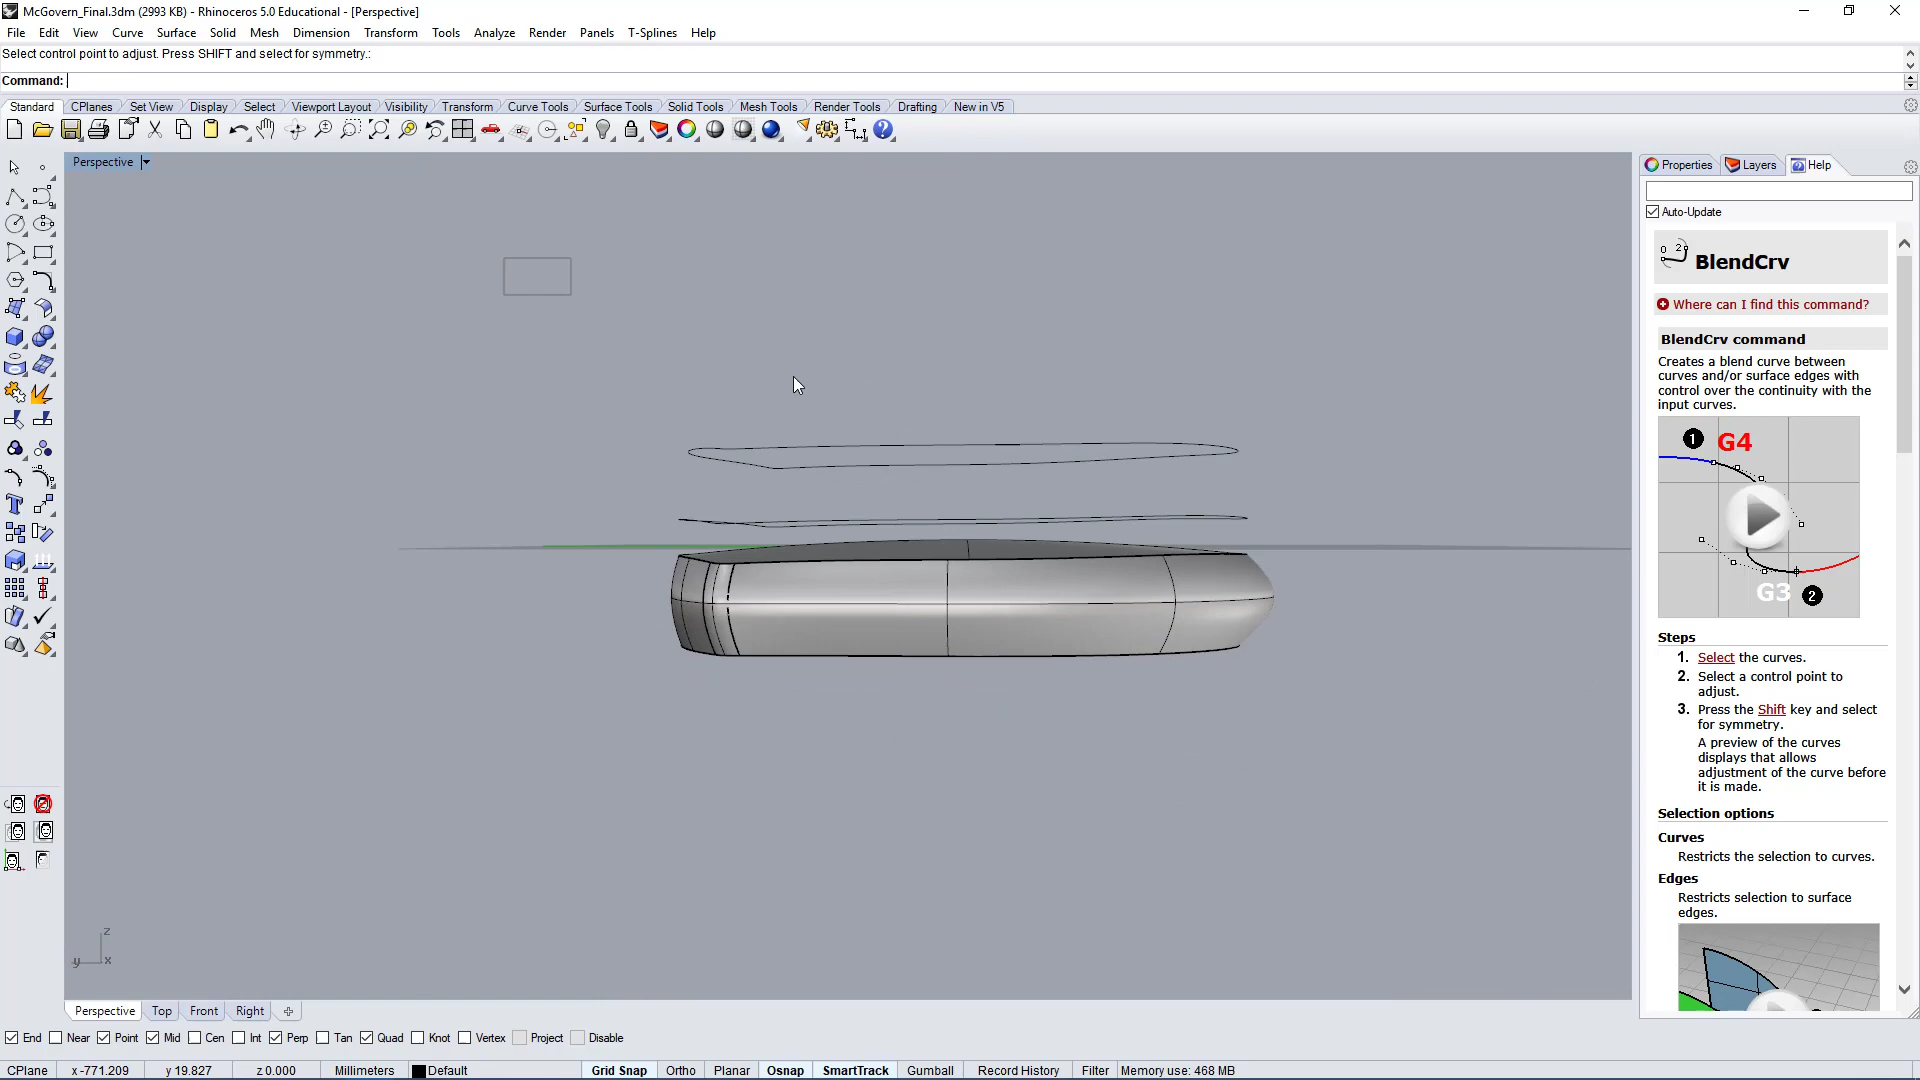 McGovern_Final.3dm (2993 KB) - Rhinoceros 5.0 Educational - [Perspective]
File Edit View Curve Surface Solid Mesh Dimension Transform Tools Analyze Render Panels T-Splines Help
Select control point to adjust. Press SHIFT and select for symmetry.:
Command:
Standard CPlanes Set View Display Select Viewport Layout Visibility Transform Curve Tools Surface Tools Solid Tools Mesh Tools Render Tools Drafting New in V5
Perspective
Properties Layers Help
Auto-Update
0 2
BlendCrv
Where can I find this command?
BlendCrv command
Creates a blend curve between
curves and/or surface edges with
control over the continuity with the
input curves.
1 G4
G3 2
Steps
1. Select the curves.
2. Select a control point to
adjust.
3. Press the Shift key and select
for symmetry.
A preview of the curves
displays that allows
adjustment of the curve before
it is made.
Selection options
Curves
Restricts the selection to curves.
Edges
Restricts selection to surface
edges.
z
y x
Perspective Top Front Right
End Near Point Mid Cen Int Perp Tan Quad Knot Vertex Project Disable
CPlane x -771.209 y 19.827 z 0.000 Millimeters Default Grid Snap Ortho Planar Osnap SmartTrack Gumball Record History Filter Memory use: 468 MB